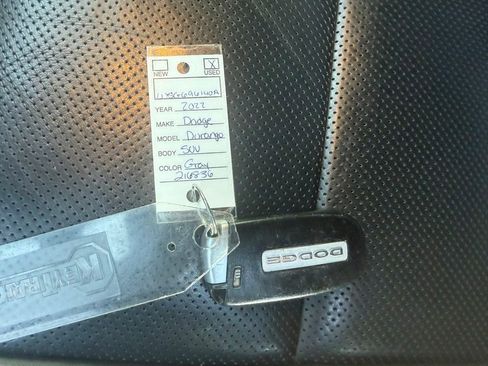 NEW
X
USED
YEAR 2022
MAKE Dodge
MODEL Durango
BODY SUV
COLOR Gray
216836
DODGE